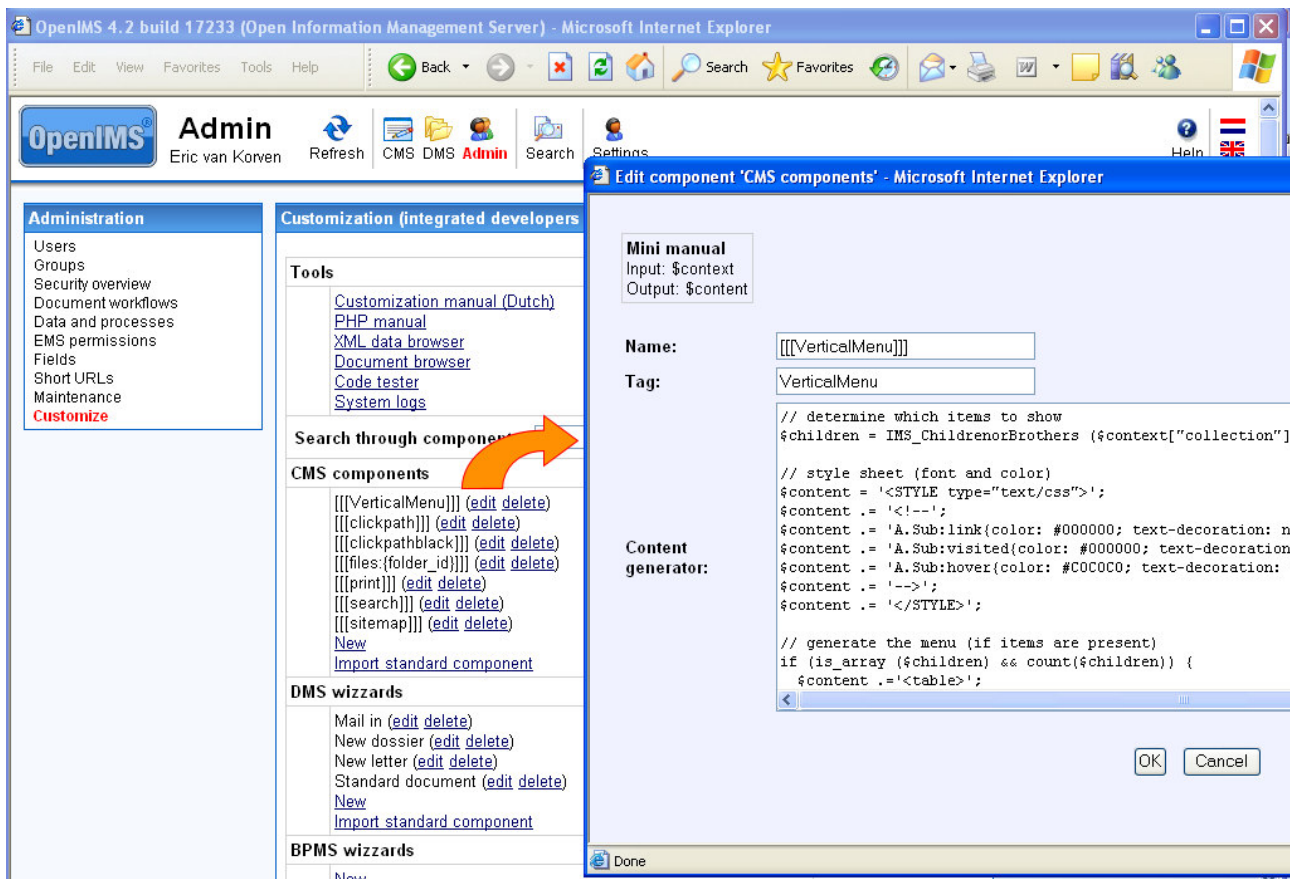 OpenIMS 4.2 build 17233 (Open Information Management Server) - Microsoft Internet Explorer
File Edit View Favorites Tools Help Back Search Favorites
OpenIMS®
Admin
Eric van Korven
Refresh CMS DMS Admin Search Settings Help
Administration
Users
Groups
Security overview
Document workflows
Data and processes
EMS permissions
Fields
Short URLs
Maintenance
Customize
Customization (integrated developers
Tools
Customization manual (Dutch)
PHP manual
XML data browser
Document browser
Code tester
System logs
Search through component
CMS components
[[[VerticalMenu]]] (edit delete)
[[[clickpath]]] (edit delete)
[[[clickpathblack]]] (edit delete)
[[[files:{folder_id}]]] (edit delete)
[[[print]]] (edit delete)
[[[search]]] (edit delete)
[[[sitemap]]] (edit delete)
New
Import standard component
DMS wizzards
Mail in (edit delete)
New dossier (edit delete)
New letter (edit delete)
Standard document (edit delete)
New
Import standard component
BPMS wizzards
New
Edit component 'CMS components' - Microsoft Internet Explorer
Mini manual
Input: $context
Output: $content
Name: [[[VerticalMenu]]]
Tag: VerticalMenu
Content
generator:
// determine which items to show
$children = IMS_ChildrenorBrothers ($context["collection"]
// style sheet (font and color)
$content = '<STYLE type="text/css">';
$content .= '<!--';
$content .= 'A.Sub:link{color: #000000; text-decoration: n
$content .= 'A.Sub:visited{color: #000000; text-decoration
$content .= 'A.Sub:hover{color: #C0C0C0; text-decoration:
$content .= '-->';
$content .= '</STYLE>';
// generate the menu (if items are present)
if (is_array ($children) && count($children)) {
$content .='<table>';
OK Cancel
Done